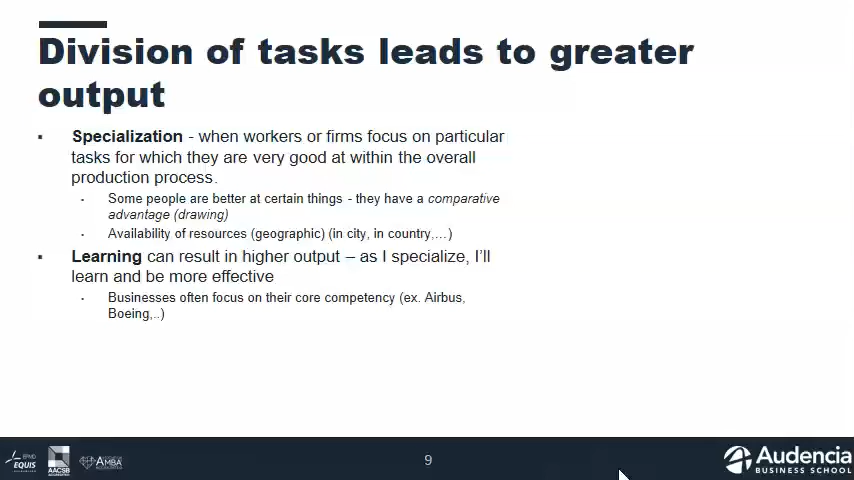 Division of tasks leads to greater
output
▪ Specialization - when workers or firms focus on particular
tasks for which they are very good at within the overall
production process.
· Some people are better at certain things - they have a comparative
advantage (drawing)
· Availability of resources (geographic) (in city, in country,…)
▪ Learning can result in higher output – as I specialize, I'll
learn and be more effective
· Businesses often focus on their core competency (ex. Airbus,
Boeing,..)
EFMD
EQUIS
AACSB
AMBA
9
Audencia
BUSINESS SCHOOL